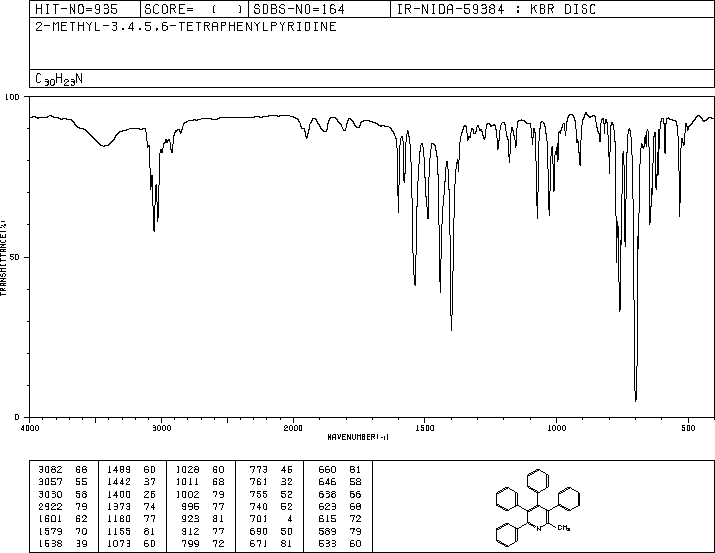 HIT-NO=935 SCORE= ( ) SDBS-NO=164 IR-NIDA-59384 : KBR DISC
2-METHYL-3,4,5,6-TETRAPHENYLPYRIDINE
C30H23N
100
50
0
TRANSMITTANCE(%)
4000 3000 2000 1500 1000 500
WAVENUMBER(-1)
3082 66 1489 60 1028 60 773 46 660 81
3057 55 1442 37 1011 68 761 32 646 58
3030 58 1400 26 1002 79 755 52 638 66
2922 79 1373 74 996 77 740 52 623 68
1601 62 1180 77 923 81 701 4 615 72
1579 70 1155 81 912 77 690 50 589 79
1538 39 1073 60 799 72 671 81 533 60
N
CH3